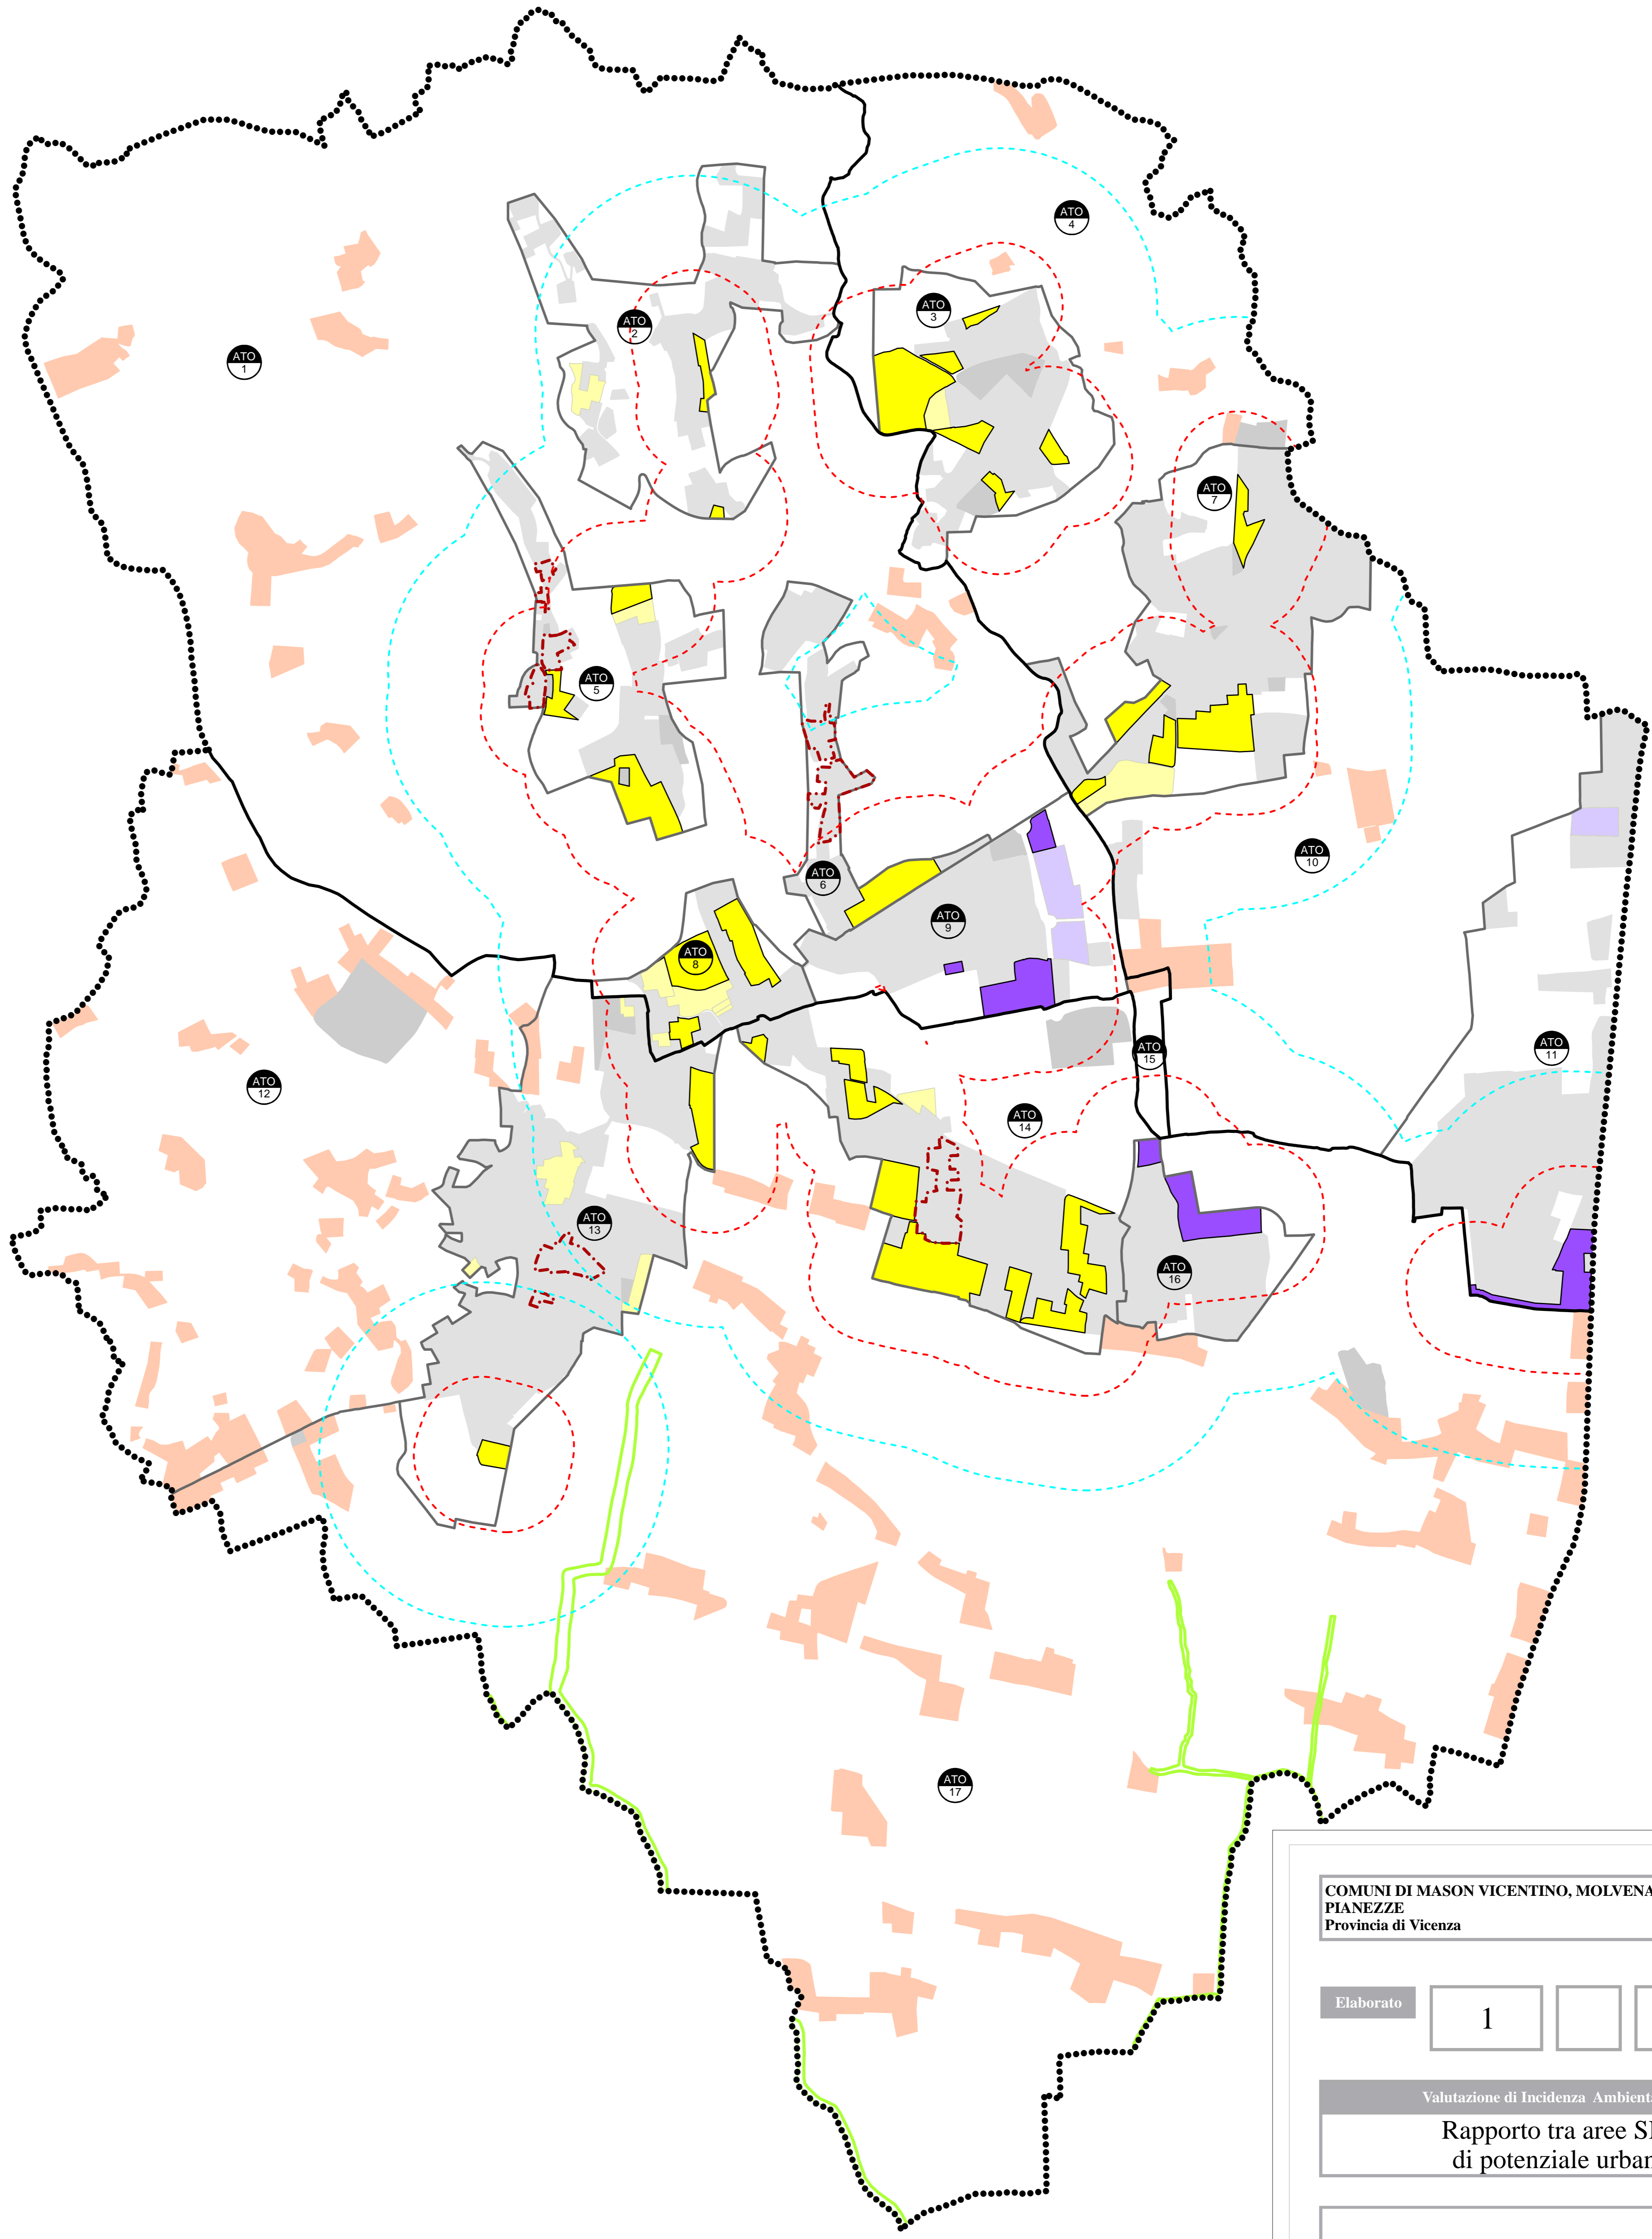 ATO
4
ATO
3
ATO
2
ATO
1
ATO
7
ATO
5
ATO
10
ATO
6
ATO
9
ATO
8
ATO
11
ATO
15
ATO
12
ATO
14
ATO
13
ATO
16
ATO
17
COMUNI DI MASON VICENTINO, MOLVENA
PIANEZZE
Provincia di Vicenza
Elaborato
1
Valutazione di Incidenza
Rapporto tra aree
di potenziale